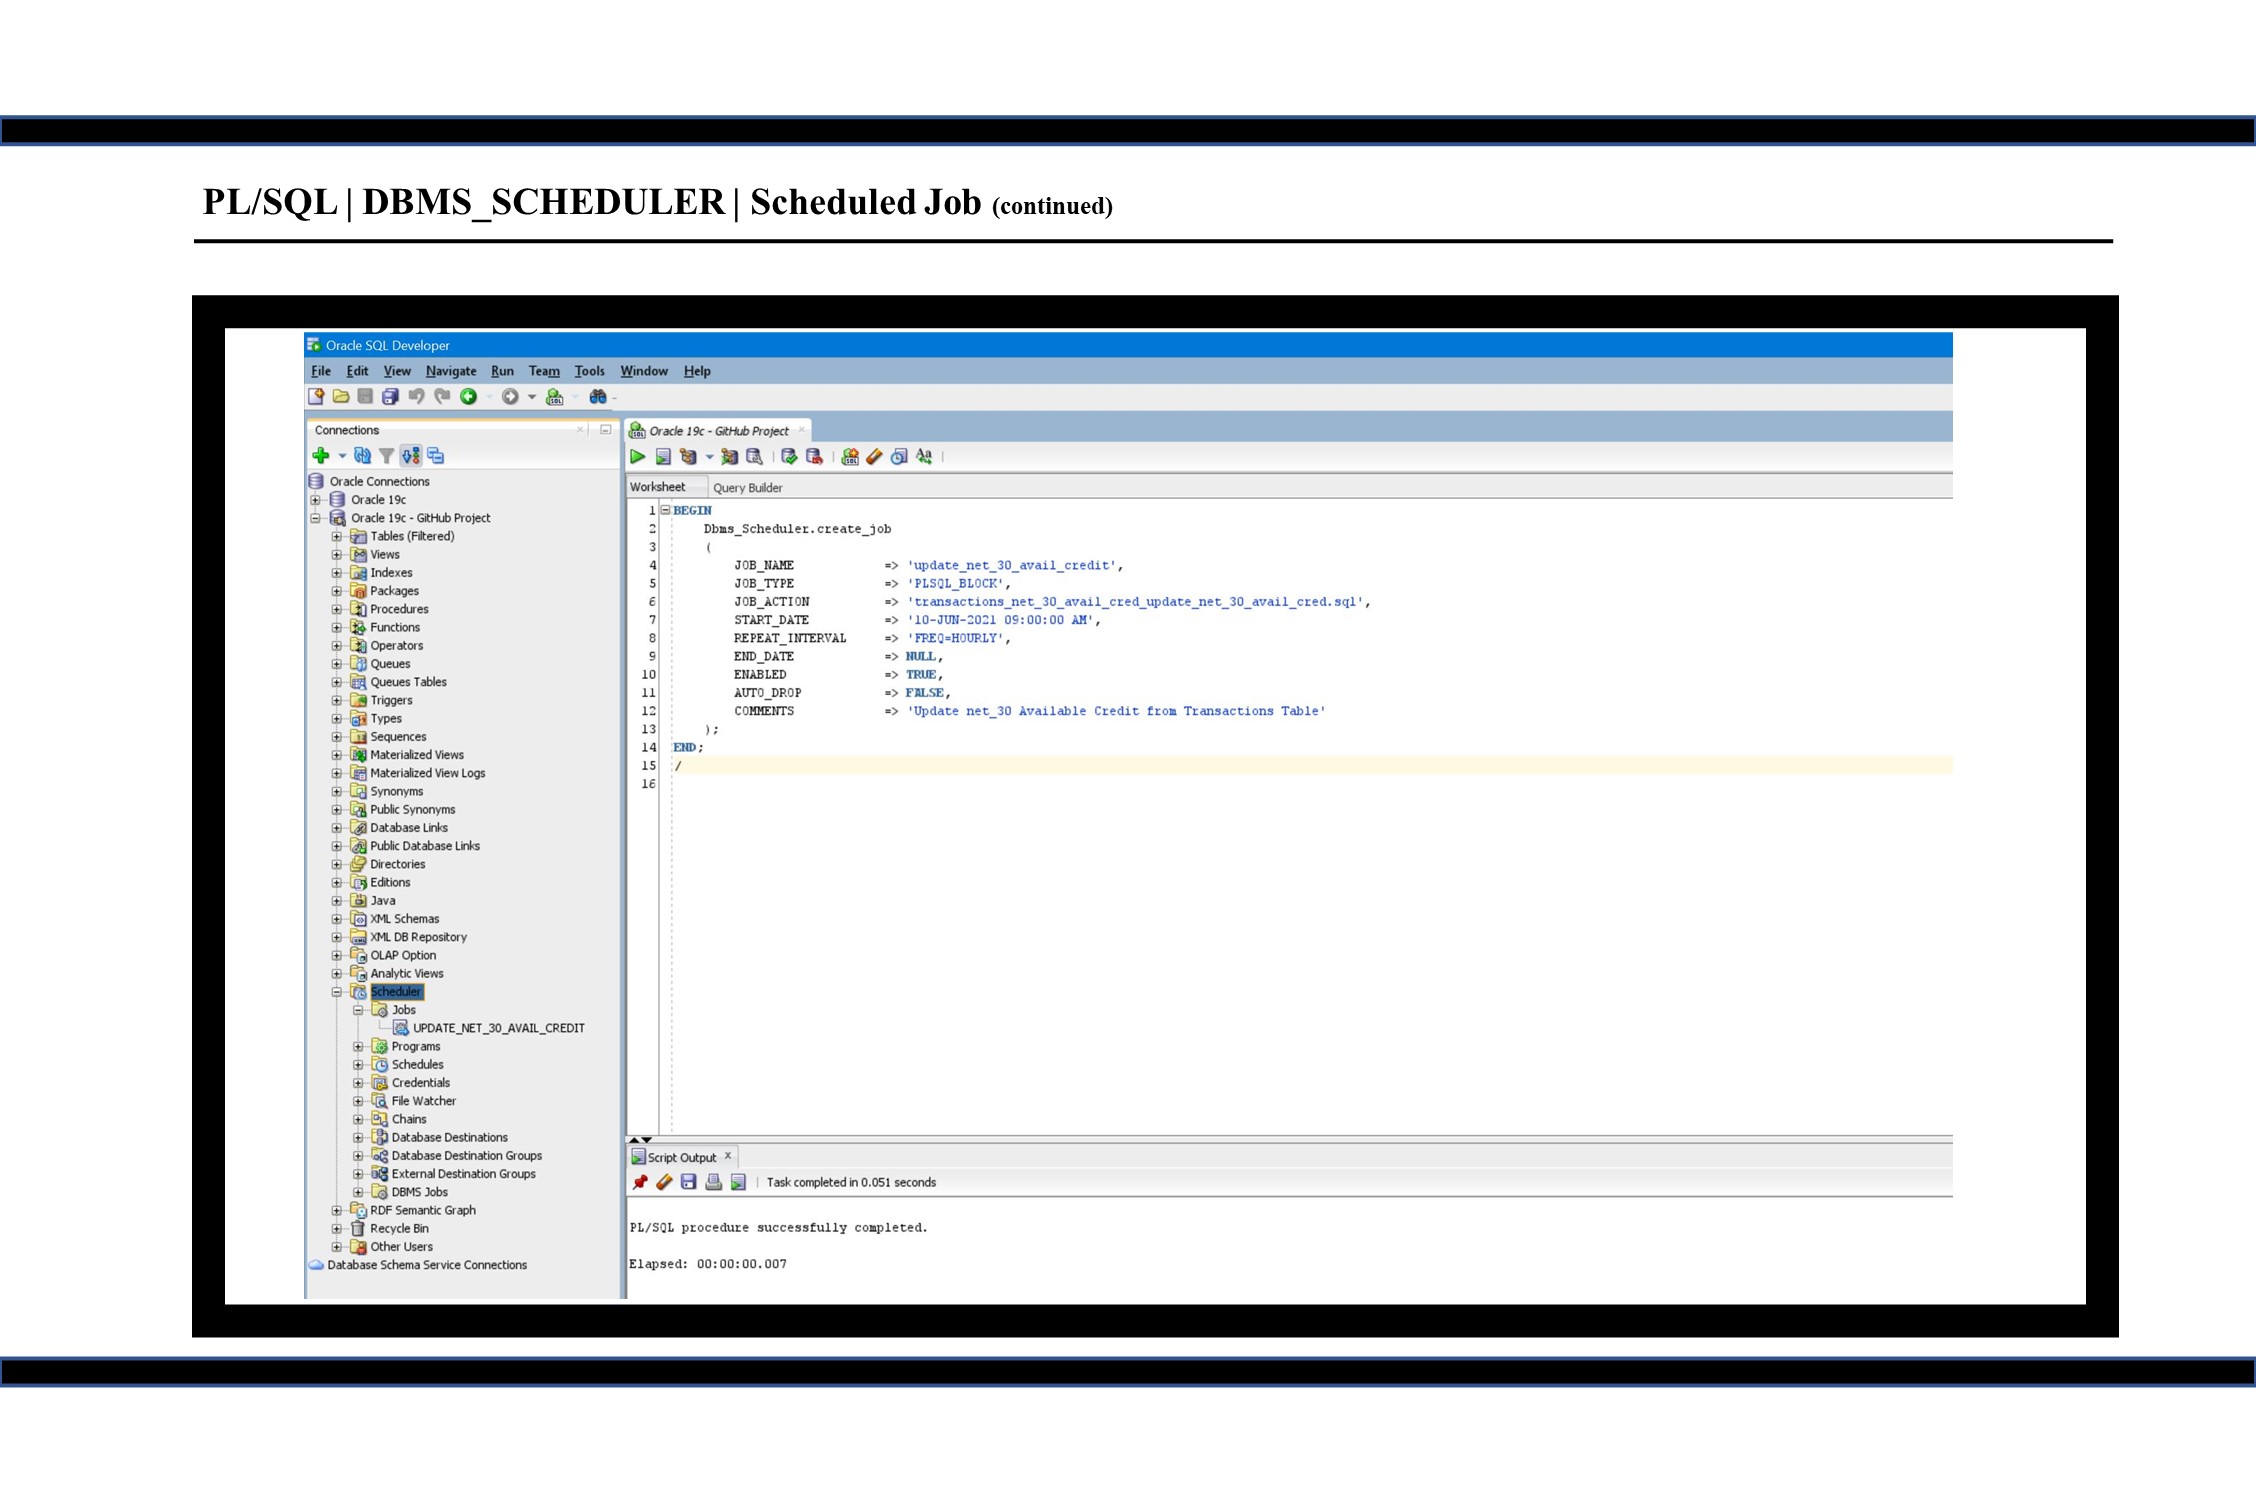 PL/SQL | DBMS_SCHEDULER | Scheduled Job (continued)
Oracle SQL Developer
File Edit View Navigate Run Team Tools Window Help
Connections
Oracle Connections
Oracle 19c
Oracle 19c - GitHub Project
Tables (Filtered)
Views
Indexes
Packages
Procedures
Functions
Operators
Queues
Queues Tables
Triggers
Types
Sequences
Materialized Views
Materialized View Logs
Synonyms
Public Synonyms
Database Links
Public Database Links
Directories
Editions
Java
XML Schemas
XML DB Repository
OLAP Option
Analytic Views
Scheduler
Jobs
UPDATE_NET_30_AVAIL_CREDIT
Programs
Schedules
Credentials
File Watcher
Chains
Database Destinations
Database Destination Groups
External Destination Groups
DBMS Jobs
RDF Semantic Graph
Recycle Bin
Other Users
Database Schema Service Connections
Oracle 19c - GitHub Project
Worksheet Query Builder
1 BEGIN
2 Dbms_Scheduler.create_job
3 (
4 JOB_NAME => 'update_net_30_avail_credit',
5 JOB_TYPE => 'PLSQL_BLOCK',
6 JOB_ACTION => 'transactions_net_30_avail_cred_update_net_30_avail_cred.sql',
7 START_DATE => '10-JUN-2021 09:00:00 AM',
8 REPEAT_INTERVAL => 'FREQ=HOURLY',
9 END_DATE => NULL,
10 ENABLED => TRUE,
11 AUTO_DROP => FALSE,
12 COMMENTS => 'Update net_30 Available Credit from Transactions Table'
13 );
14 END;
15 /
16
Script Output
Task completed in 0.051 seconds
PL/SQL procedure successfully completed.
Elapsed: 00:00:00.007